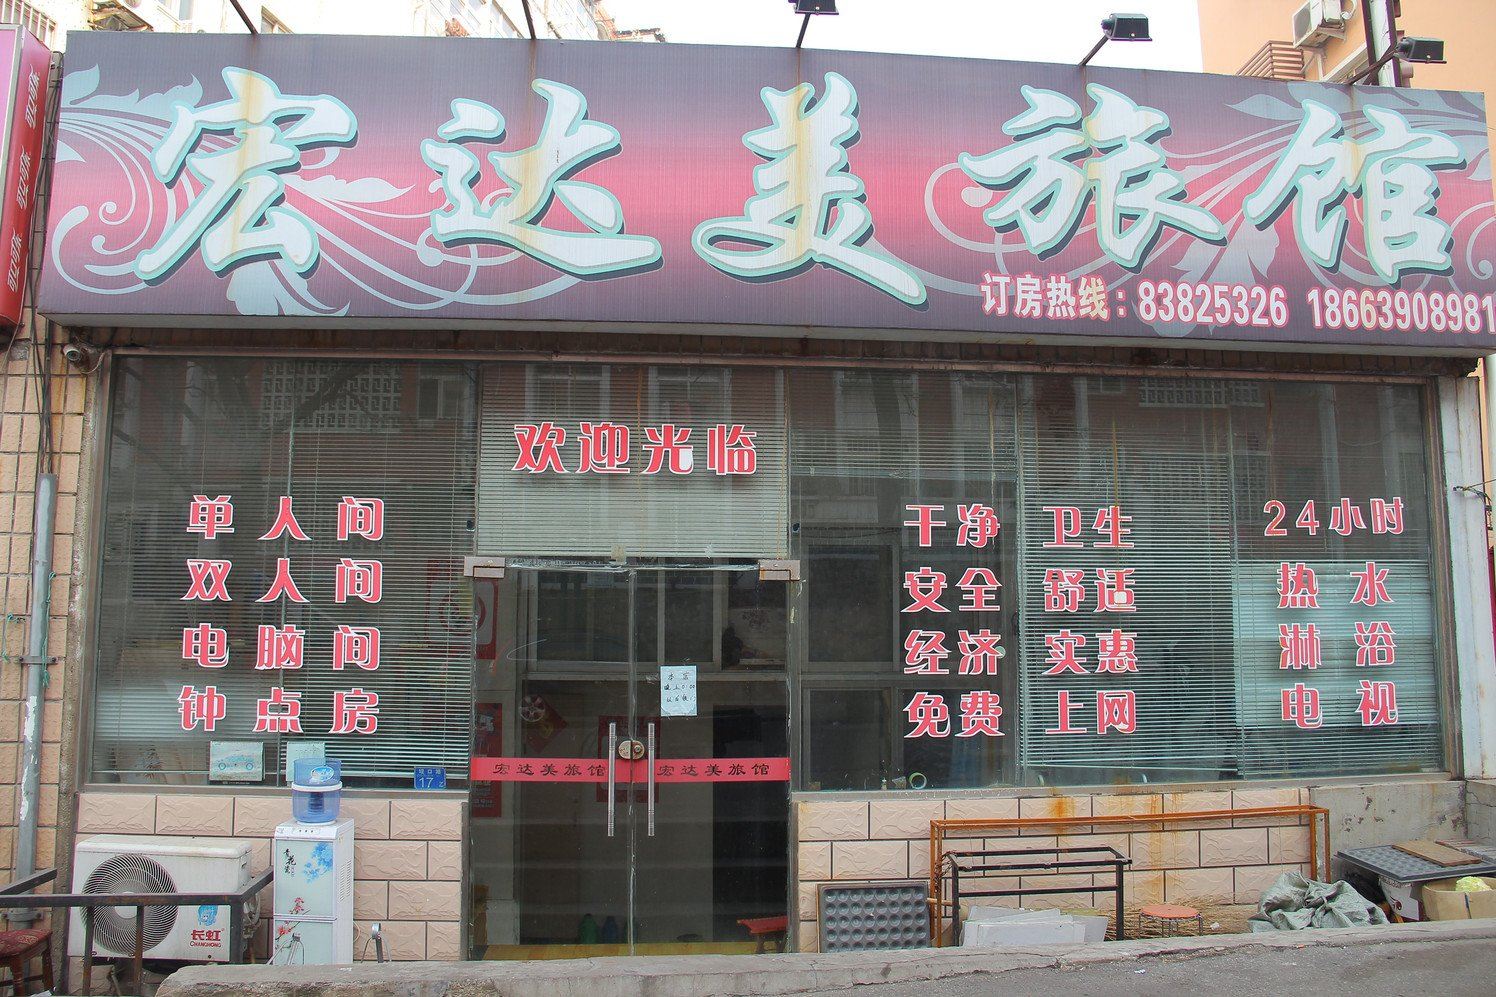 宏达美旅馆
订房热线：83825326 18663908981
欢迎光临
单人间
双人间
电脑间
钟点房
干净 卫生
安全 舒适
经济 实惠
免费 上网
24小时
热水
淋浴
电视
宏达美旅馆 宏达美旅馆
17
长虹
CHANGHONG